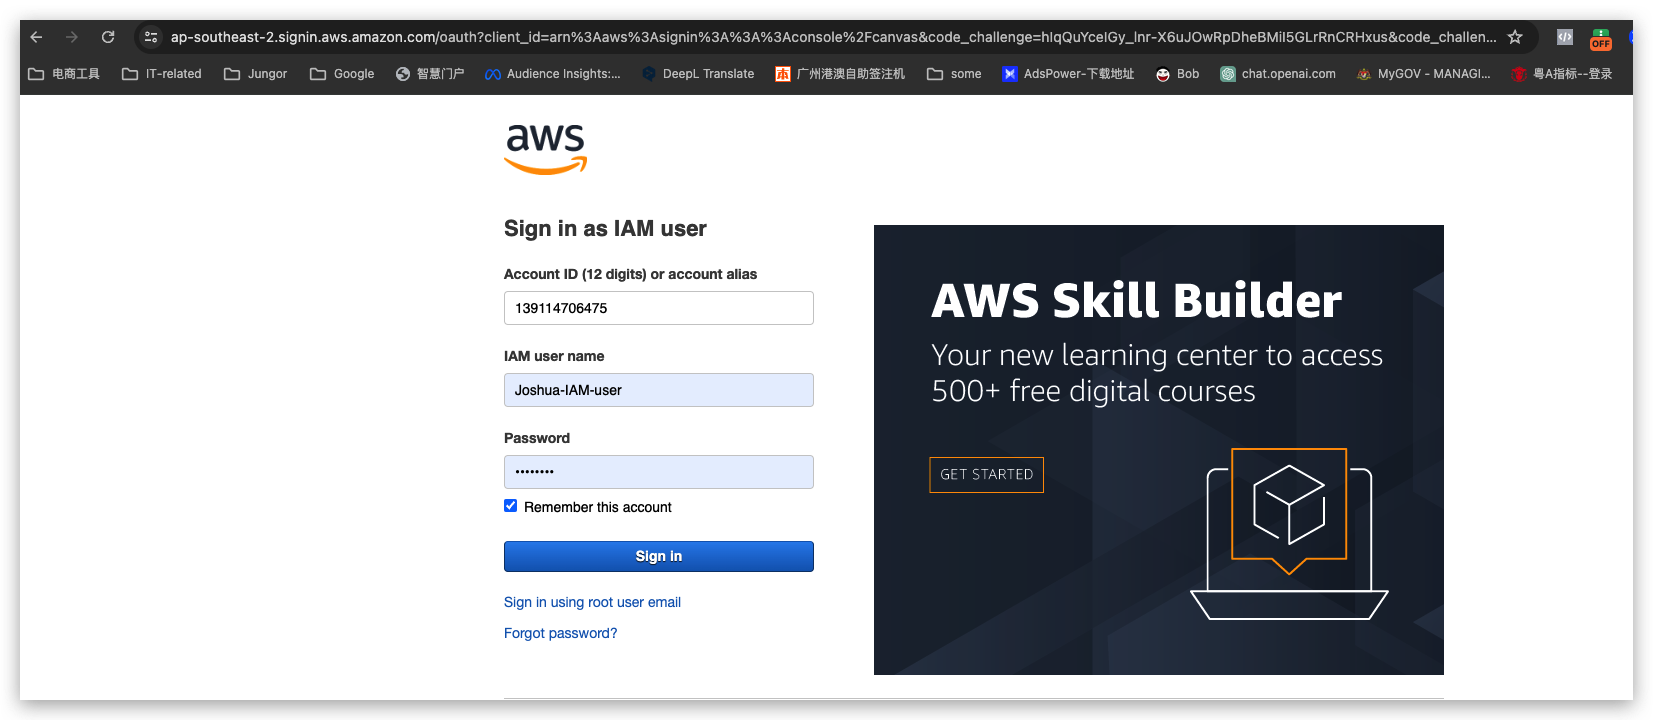 ap-southeast-2.signin.aws.amazon.com/oauth?client_id=arn%3Aaws%3Asignin%3A%3A%3Aconsole%2Fcanvas&code_challenge=hIqQuYceIGy_Inr-X6uJOwRpDheBMiI5GLrRnCRHxus&code_challen...
OFF
电商工具 IT-related Jungor Google 智慧门户 Audience Insights:... DeepL Translate 广州港澳自助签注机 some AdsPower-下载地址 Bob chat.openai.com MyGOV - MANAGI... 粤A指标--登录
aws
Sign in as IAM user
Account ID (12 digits) or account alias
139114706475
IAM user name
Joshua-IAM-user
Password
••••••••
Remember this account
Sign in
Sign in using root user email
Forgot password?
AWS Skill Builder
Your new learning center to access
500+ free digital courses
GET STARTED